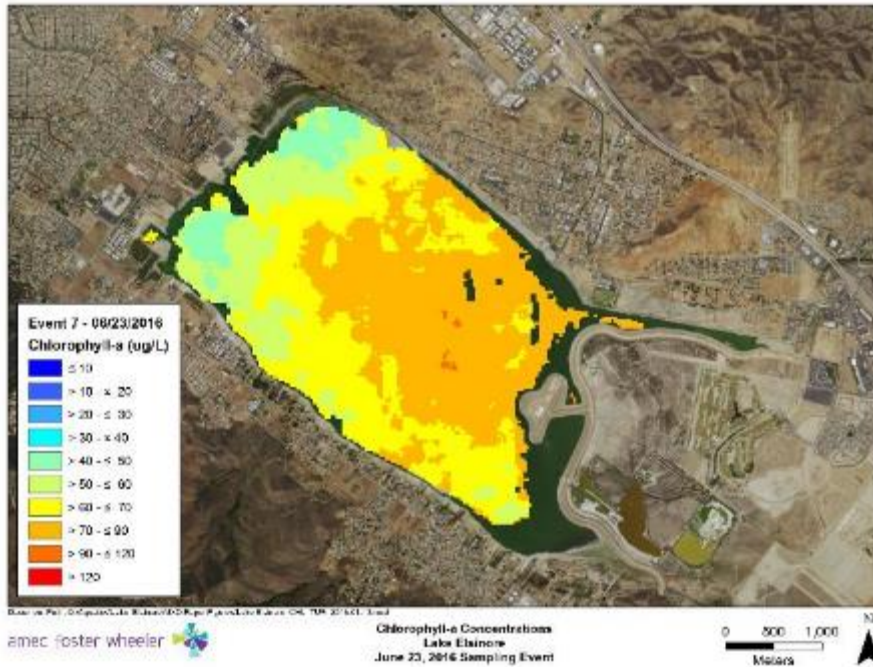 Event 7 - 06/23/2016
Chlorophyll-a (ug/L)
≤ 10
> 10 - ≤ 20
> 20 - ≤ 30
> 30 - ≤ 40
> 40 - ≤ 50
> 50 - ≤ 60
> 60 - ≤ 70
> 70 - ≤ 90
> 90 - ≤ 120
> 120
amec foster wheeler
Chlorophyll-a Concentrations
Lake Elsinore
June 23, 2016 Sampling Event
0 500 1,000
Meters
N